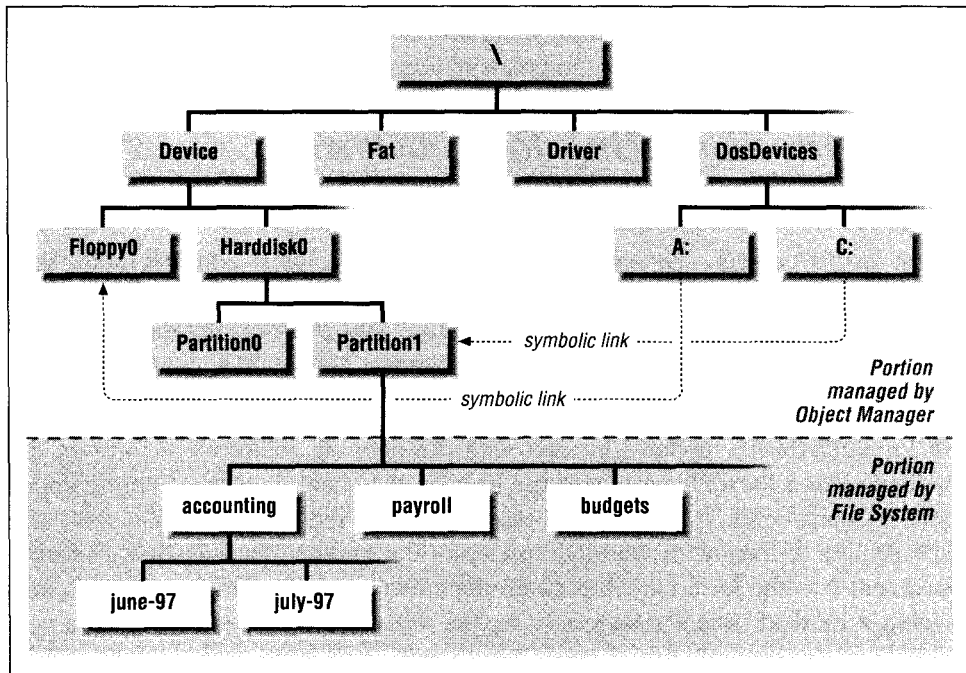 \
Device
Fat
Driver
DosDevices
Floppy0
Harddisk0
A:
C:
Partition0
Partition1
symbolic link
symbolic link
Portion
managed by
Object Manager
Portion
managed by
File System
accounting
payroll
budgets
june-97
july-97